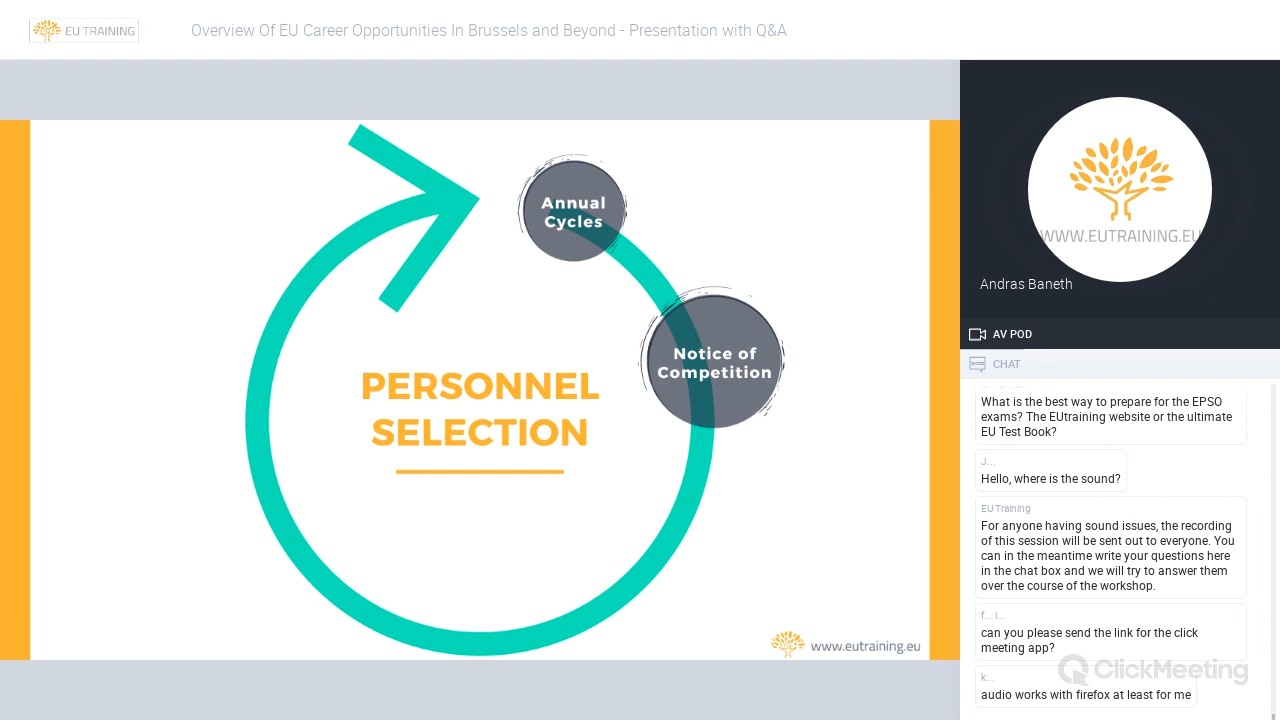 EU TRAINING
Overview Of EU Career Opportunities In Brussels and Beyond - Presentation with Q&A
Annual
Cycles
Notice of
Competition
PERSONNEL
SELECTION
www.eutraining.eu
WWW.EUTRAINING.EU
Andras Baneth
AV POD
CHAT
What is the best way to prepare for the EPSO
exams? The EUtraining website or the ultimate
EU Test Book?
J...
Hello, where is the sound?
EU Training
For anyone having sound issues, the recording
of this session will be sent out to everyone. You
can in the meantime write your questions here
in the chat box and we will try to answer them
over the course of the workshop.
f... i...
can you please send the link for the click
meeting app?
k...
audio works with firefox at least for me
ClickMeeting